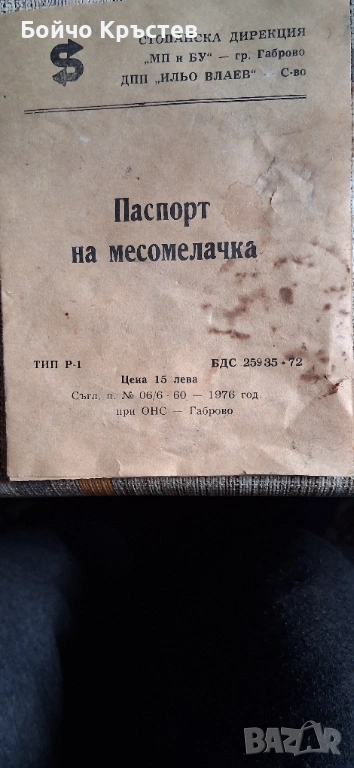 Бойчо Кръстев
СТОПАНСКА ДИРЕКЦИЯ
„МП и БУ" — гр. Габрово
ДПП „ИЛЬО ВЛАЕВ" — С-во
Паспорт
на месомелачка
ТИП Р-1
БДС 25935-72
Цена 15 лева
Съгл. п. № 06/6-60 — 1976 год.
при ОНС — Габрово
BAZAR